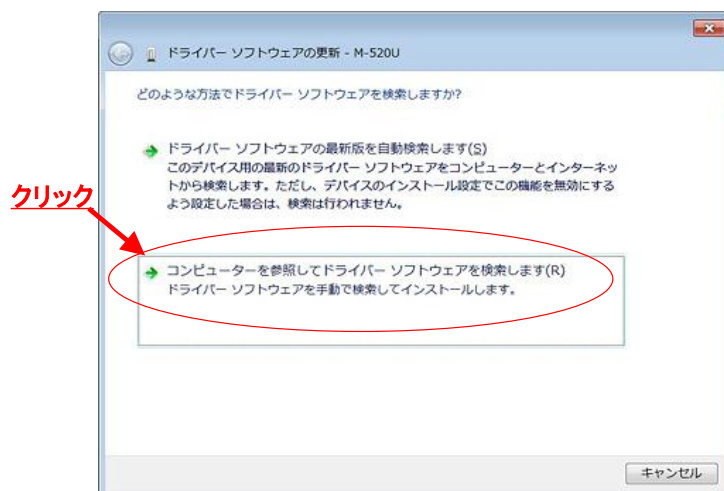 ドライバー ソフトウェアの更新 - M-520U
どのような方法でドライバー ソフトウェアを検索しますか?
ドライバー ソフトウェアの最新版を自動検索します(S)
このデバイス用の最新のドライバー ソフトウェアをコンピューターとインターネッ
トから検索します。ただし、デバイスのインストール設定でこの機能を無効にする
よう設定した場合は、検索は行われません。
クリック
コンピューターを参照してドライバー ソフトウェアを検索します(R)
ドライバー ソフトウェアを手動で検索してインストールします。
キャンセル